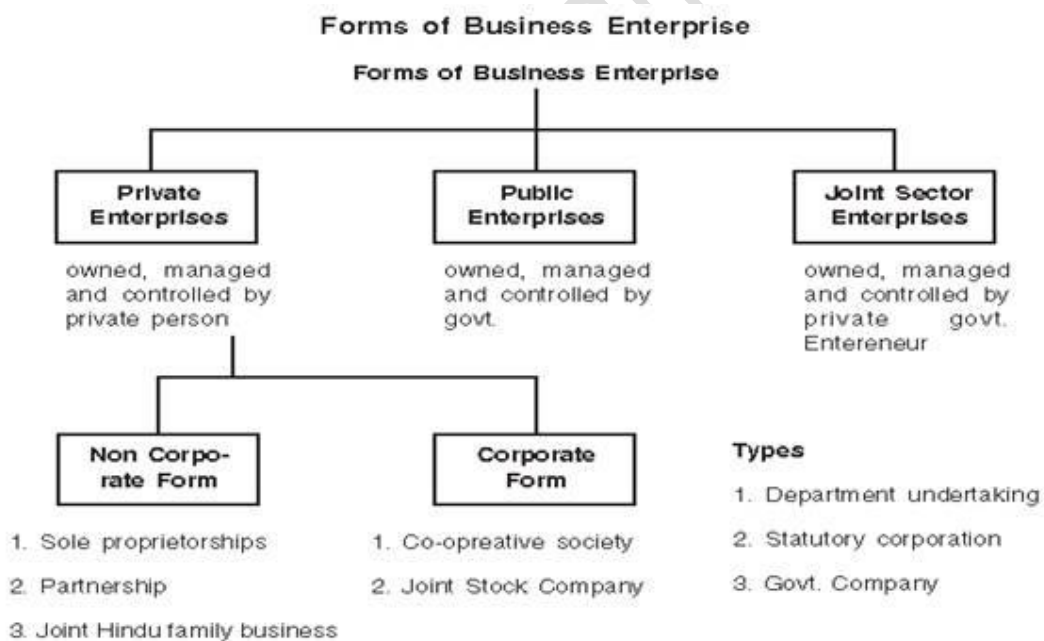 Forms of Business Enterprise
Forms of Business Enterprise
Private
Enterprises
owned, managed
and controlled by
private person
Public
Enterprises
owned, managed
and controlled by
govt.
Joint Sector
Enterprises
owned, managed
and controlled by
private govt.
Entereneur
Non Corpo-
rate Form
1. Sole proprietorships
2. Partnership
3. Joint Hindu family business
Corporate
Form
1. Co-opreative society
2. Joint Stock Company
Types
1. Department undertaking
2. Statutory corporation
3. Govt. Company